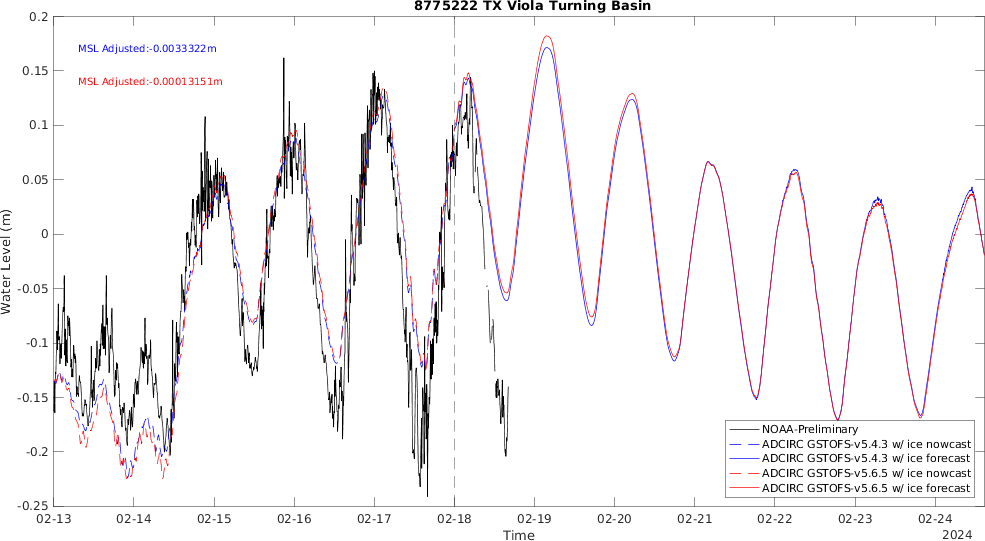 8775222 TX Viola Turning Basin
MSL Adjusted:-0.0033322m
MSL Adjusted:-0.00013151m
Water Level (m)
0.2
0.15
0.1
0.05
0
-0.05
-0.1
-0.15
-0.2
-0.25
NOAA-Preliminary
ADCIRC GSTOFS-v5.4.3 w/ ice nowcast
ADCIRC GSTOFS-v5.4.3 w/ ice forecast
ADCIRC GSTOFS-v5.6.5 w/ ice nowcast
ADCIRC GSTOFS-v5.6.5 w/ ice forecast
02-13 02-14 02-15 02-16 02-17 02-18 02-19 02-20 02-21 02-22 02-23 02-24
Time
2024